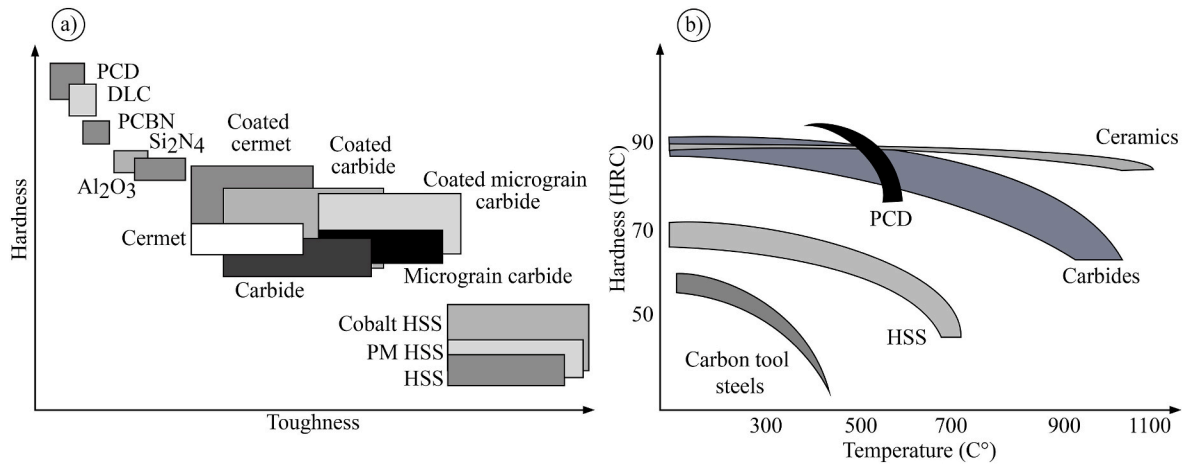 a)
PCD
DLC
PCBN
Si2N4
Al2O3
Coated
cermet
Coated
carbide
Coated micrograin
carbide
Cermet
Carbide
Micrograin carbide
Cobalt HSS
PM HSS
HSS
Hardness
Toughness
b)
90
70
50
Hardness (HRC)
Ceramics
PCD
Carbides
HSS
Carbon tool
steels
300 500 700 900 1100
Temperature (C°)